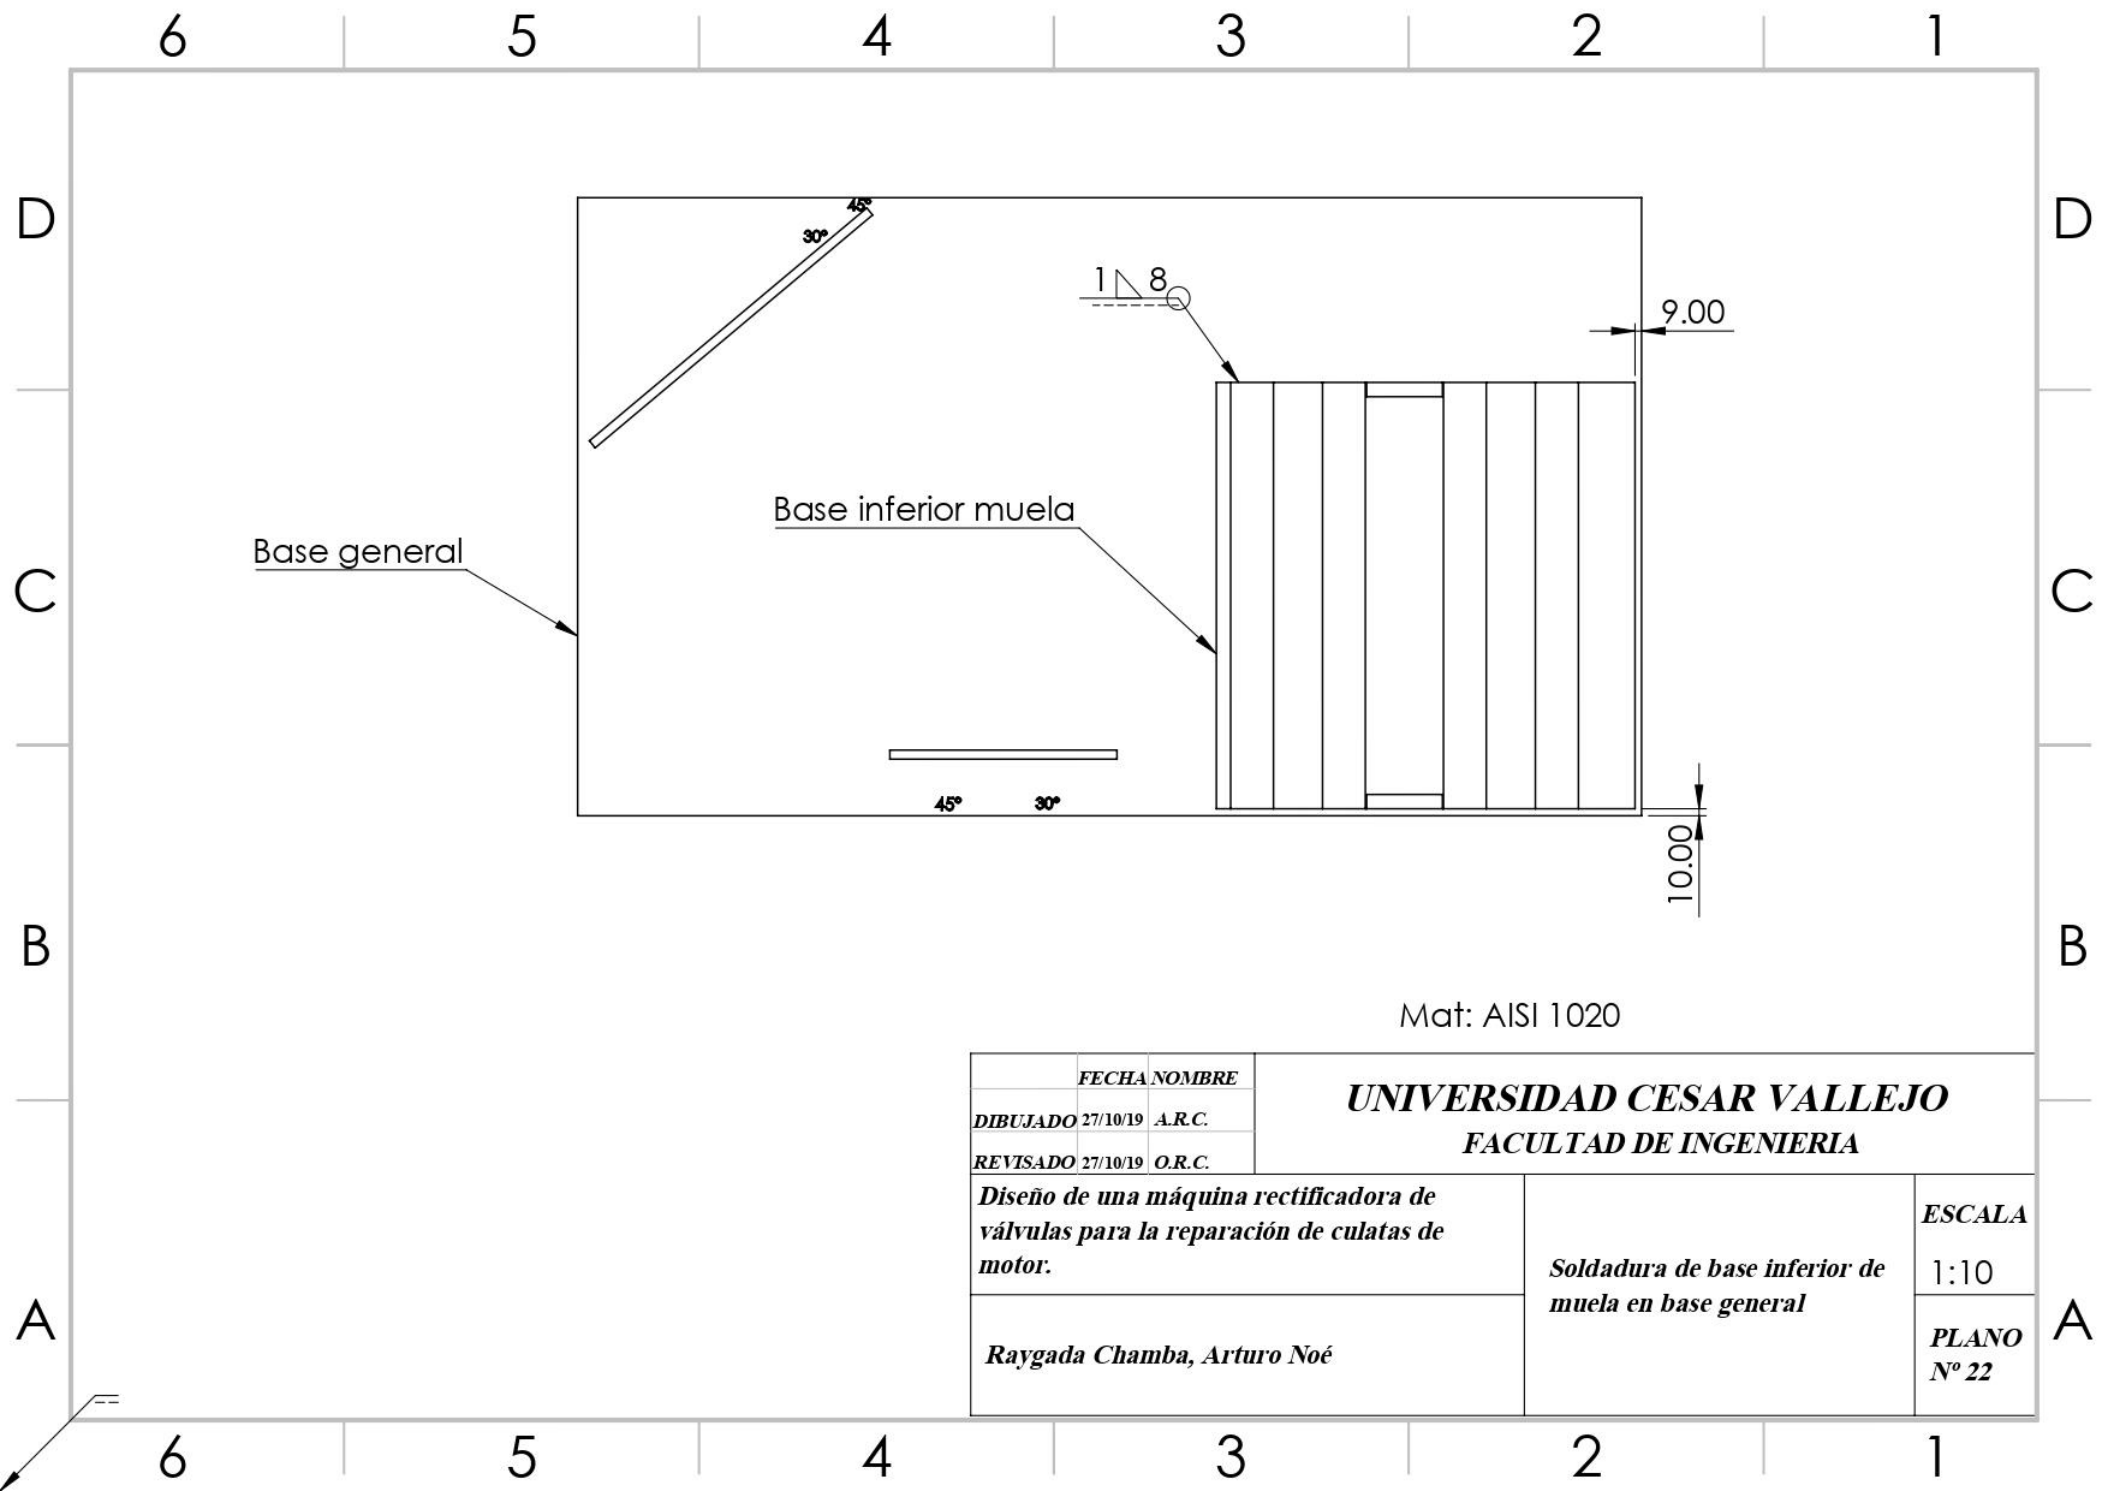 6 5 4 3 2 1
D D
45°
30°
1 8
9.00
Base inferior muela
Base general
C C
45° 30°
10.00
B B
Mat: AISI 1020
FECHA NOMBRE
DIBUJADO 27/10/19 A.R.C.
REVISADO 27/10/19 O.R.C.
UNIVERSIDAD CESAR VALLEJO
FACULTAD DE INGENIERIA
Diseño de una máquina rectificadora de
válvulas para la reparación de culatas de
motor.
Soldadura de base inferior de
muela en base general
ESCALA
1:10
Raygada Chamba, Arturo Noé
PLANO
Nº 22
A A
6 5 4 3 2 1